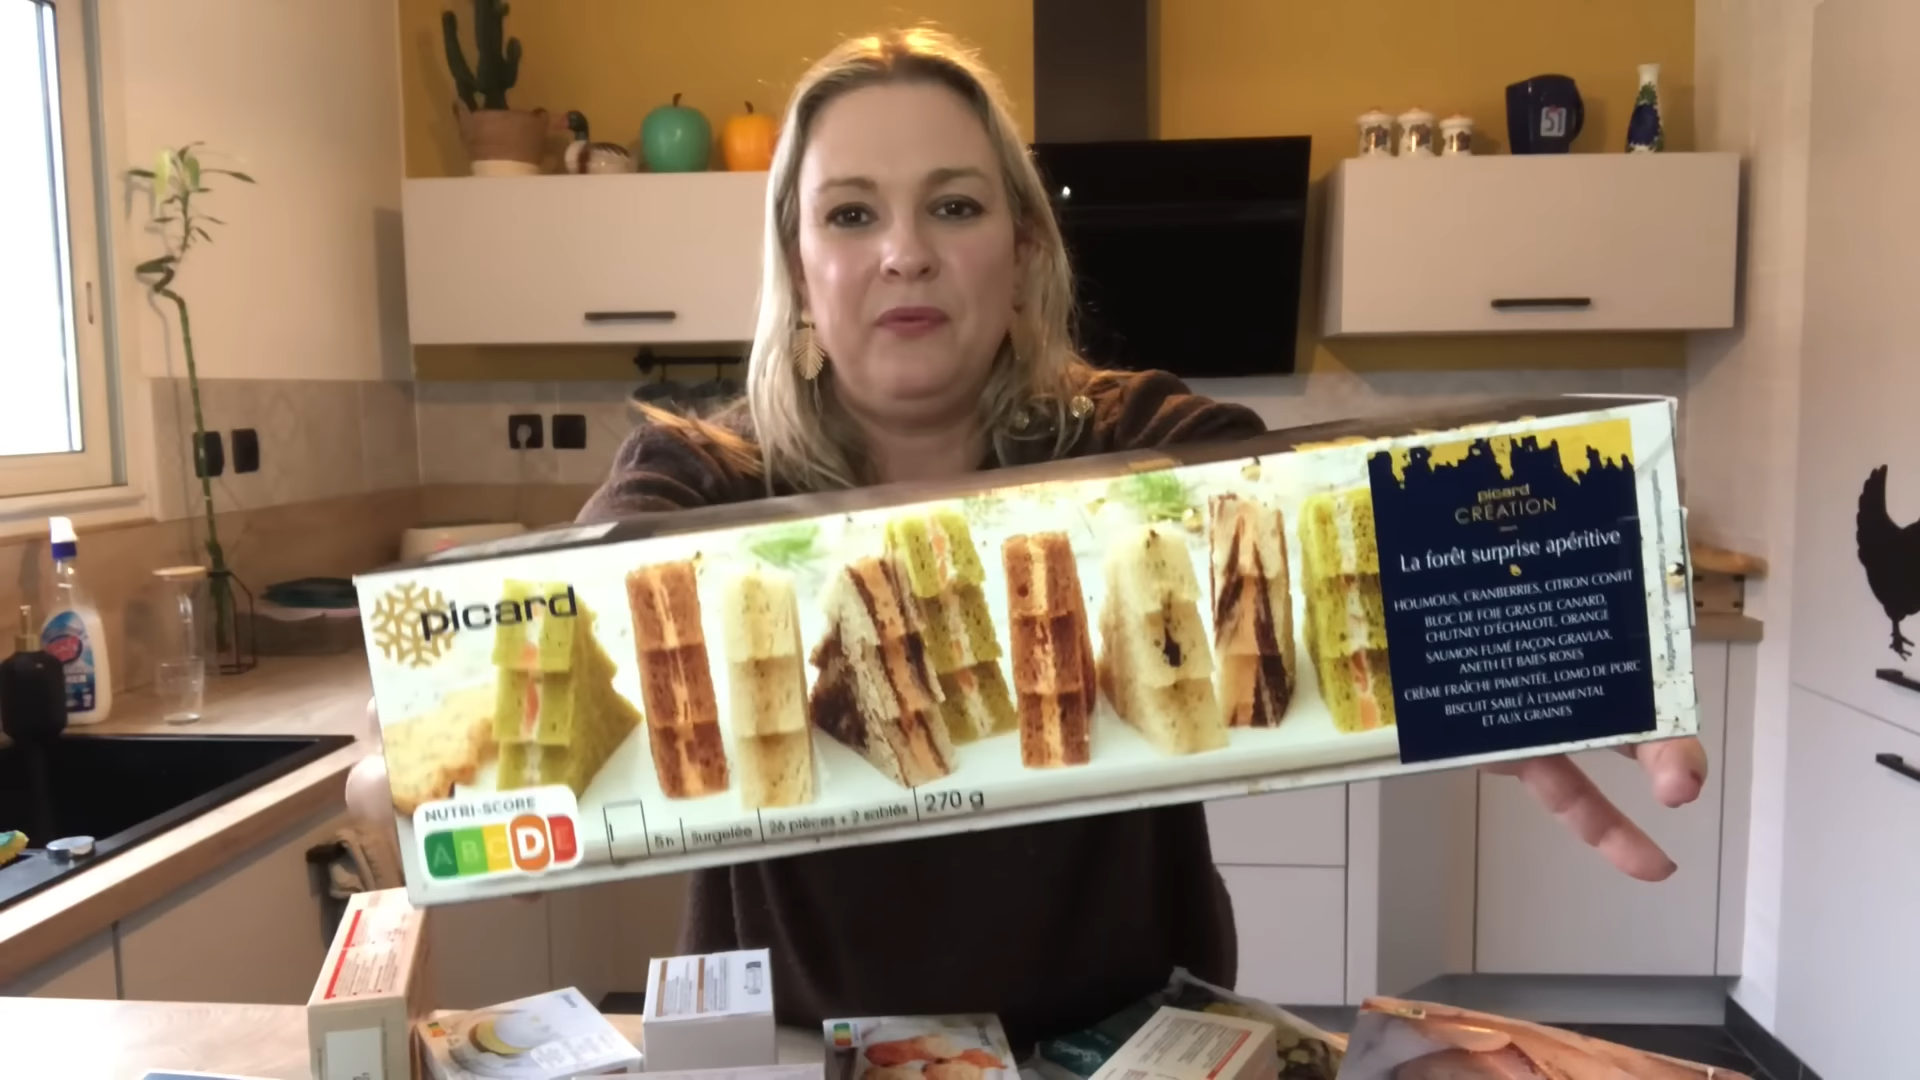 51
picard
picard
CRÉATION
La forêt surprise apéritive
HOUMOUS, CRANBERRIES, CITRON CONFIT
BLOC DE FOIE GRAS DE CANARD,
CHUTNEY D'ÉCHALOTE, ORANGE
SAUMON FUMÉ FAÇON GRAVLAX,
ANETH ET BAIES ROSES
CRÈME FRAÎCHE PIMENTÉE, LOMO DE PORC
BISCUIT SABLÉ À L'EMMENTAL
ET AUX GRAINES
NUTRI-SCORE
A B C D E
5h Surgelée 26 pièces + 2 sablés 270 g